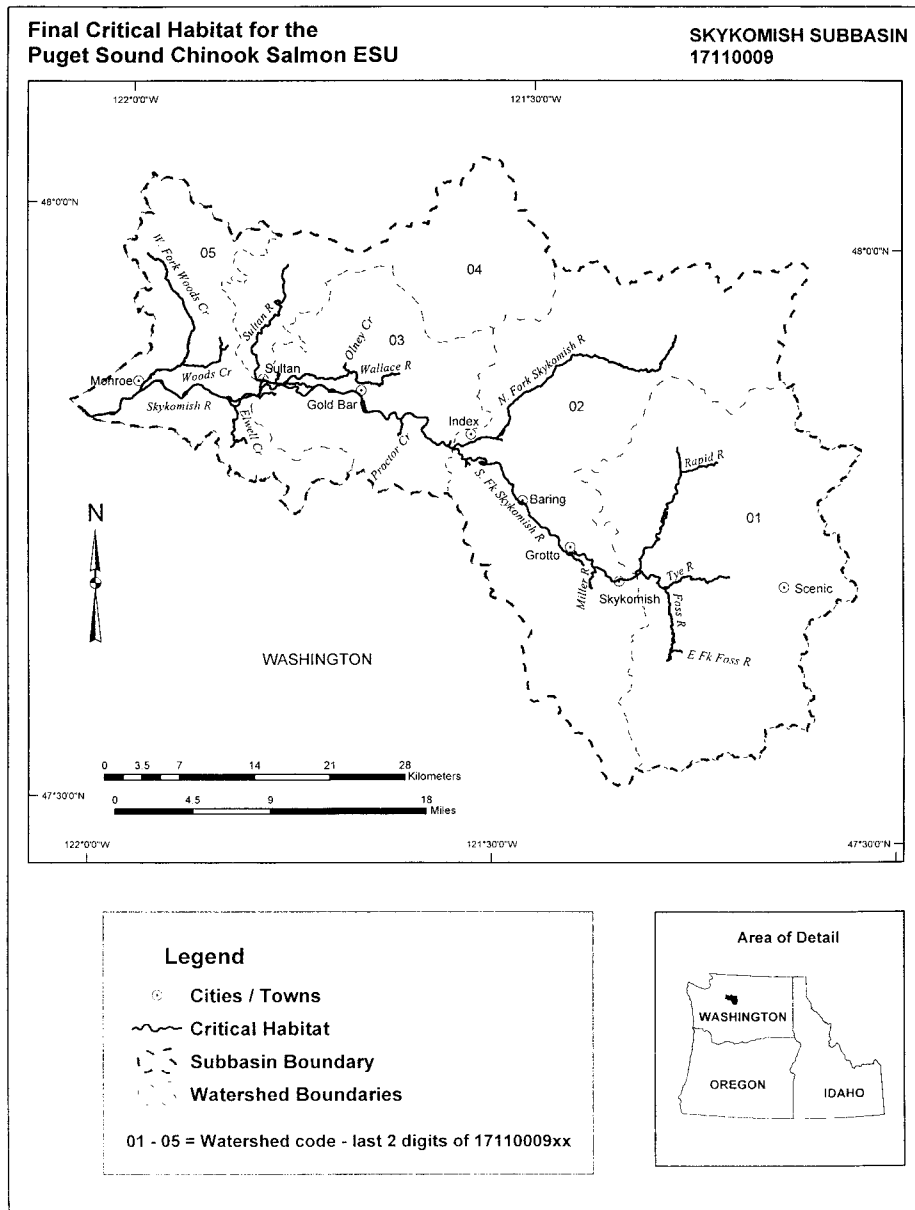 Final Critical Habitat for the
Puget Sound Chinook Salmon ESU
SKYKOMISH SUBBASIN
17110009
122°0'0"W
121°30'0"W
48°0'0"N
48°0'0"N
W. Fork Woods Cr
05
04
Sultan R
03
Olney Cr
Wallace R
N. Fork Skykomish R
Monroe
Woods Cr
Sultan
Skykomish R
Gold Bar
02
Elwell Cr
Index
Proctor Cr
Rapid R
S. Fk Skykomish R
Baring
01
N
Grotto
Miller R
Skykomish
Tye R
Foss R
Scenic
E Fk Foss R
WASHINGTON
0 3.5 7 14 21 28
Kilometers
0 4.5 9 18
Miles
47°30'0"N
47°30'0"N
122°0'0"W
121°30'0"W
Legend
Cities / Towns
Critical Habitat
Subbasin Boundary
Watershed Boundaries
01 - 05 = Watershed code - last 2 digits of 17110009xx
Area of Detail
WASHINGTON
OREGON
IDAHO